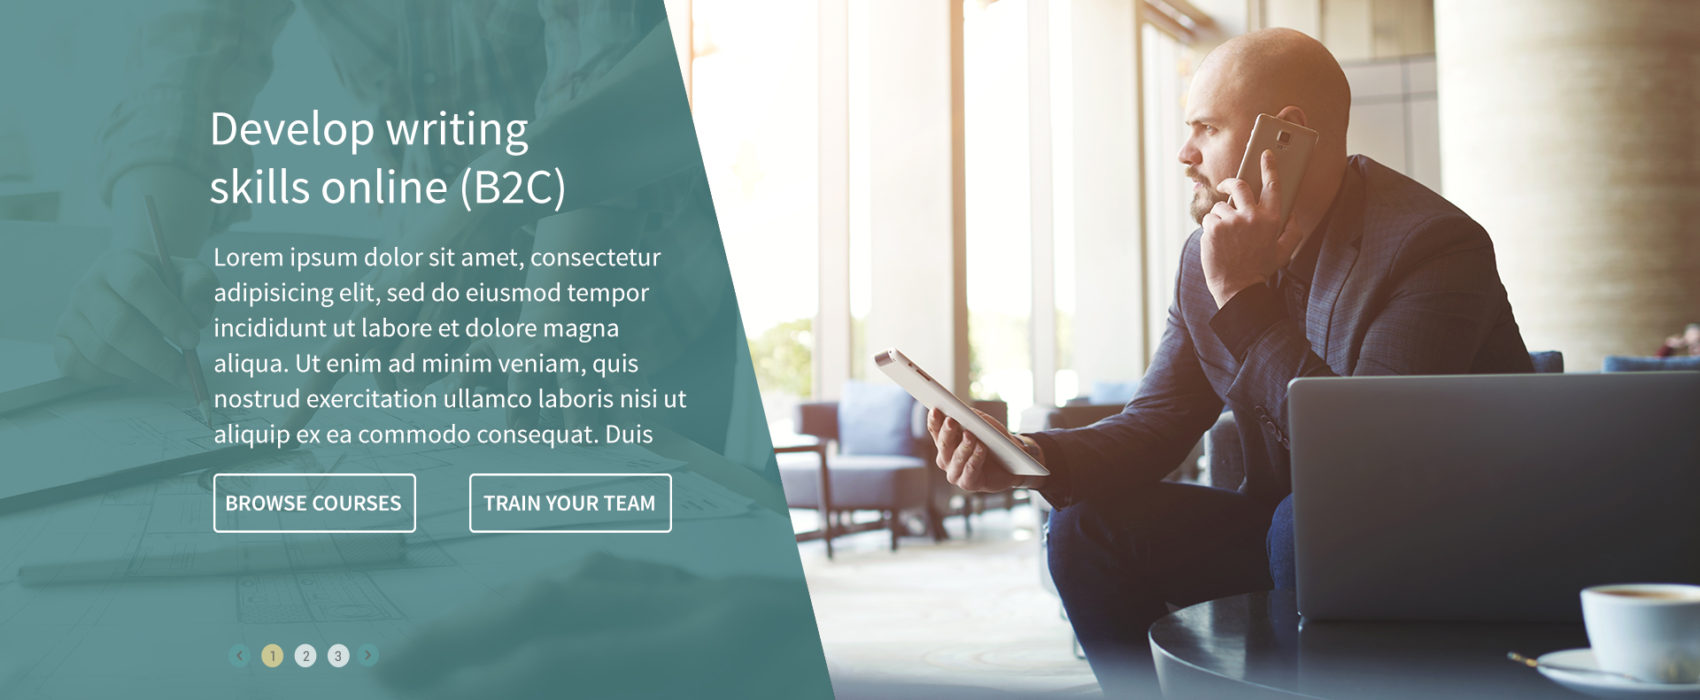 Develop writing
skills online (B2C)
Lorem ipsum dolor sit amet, consectetur
adipisicing elit, sed do eiusmod tempor
incididunt ut labore et dolore magna
aliqua. Ut enim ad minim veniam, quis
nostrud exercitation ullamco laboris nisi ut
aliquip ex ea commodo consequat. Duis
BROWSE COURSES TRAIN YOUR TEAM
1 2 3